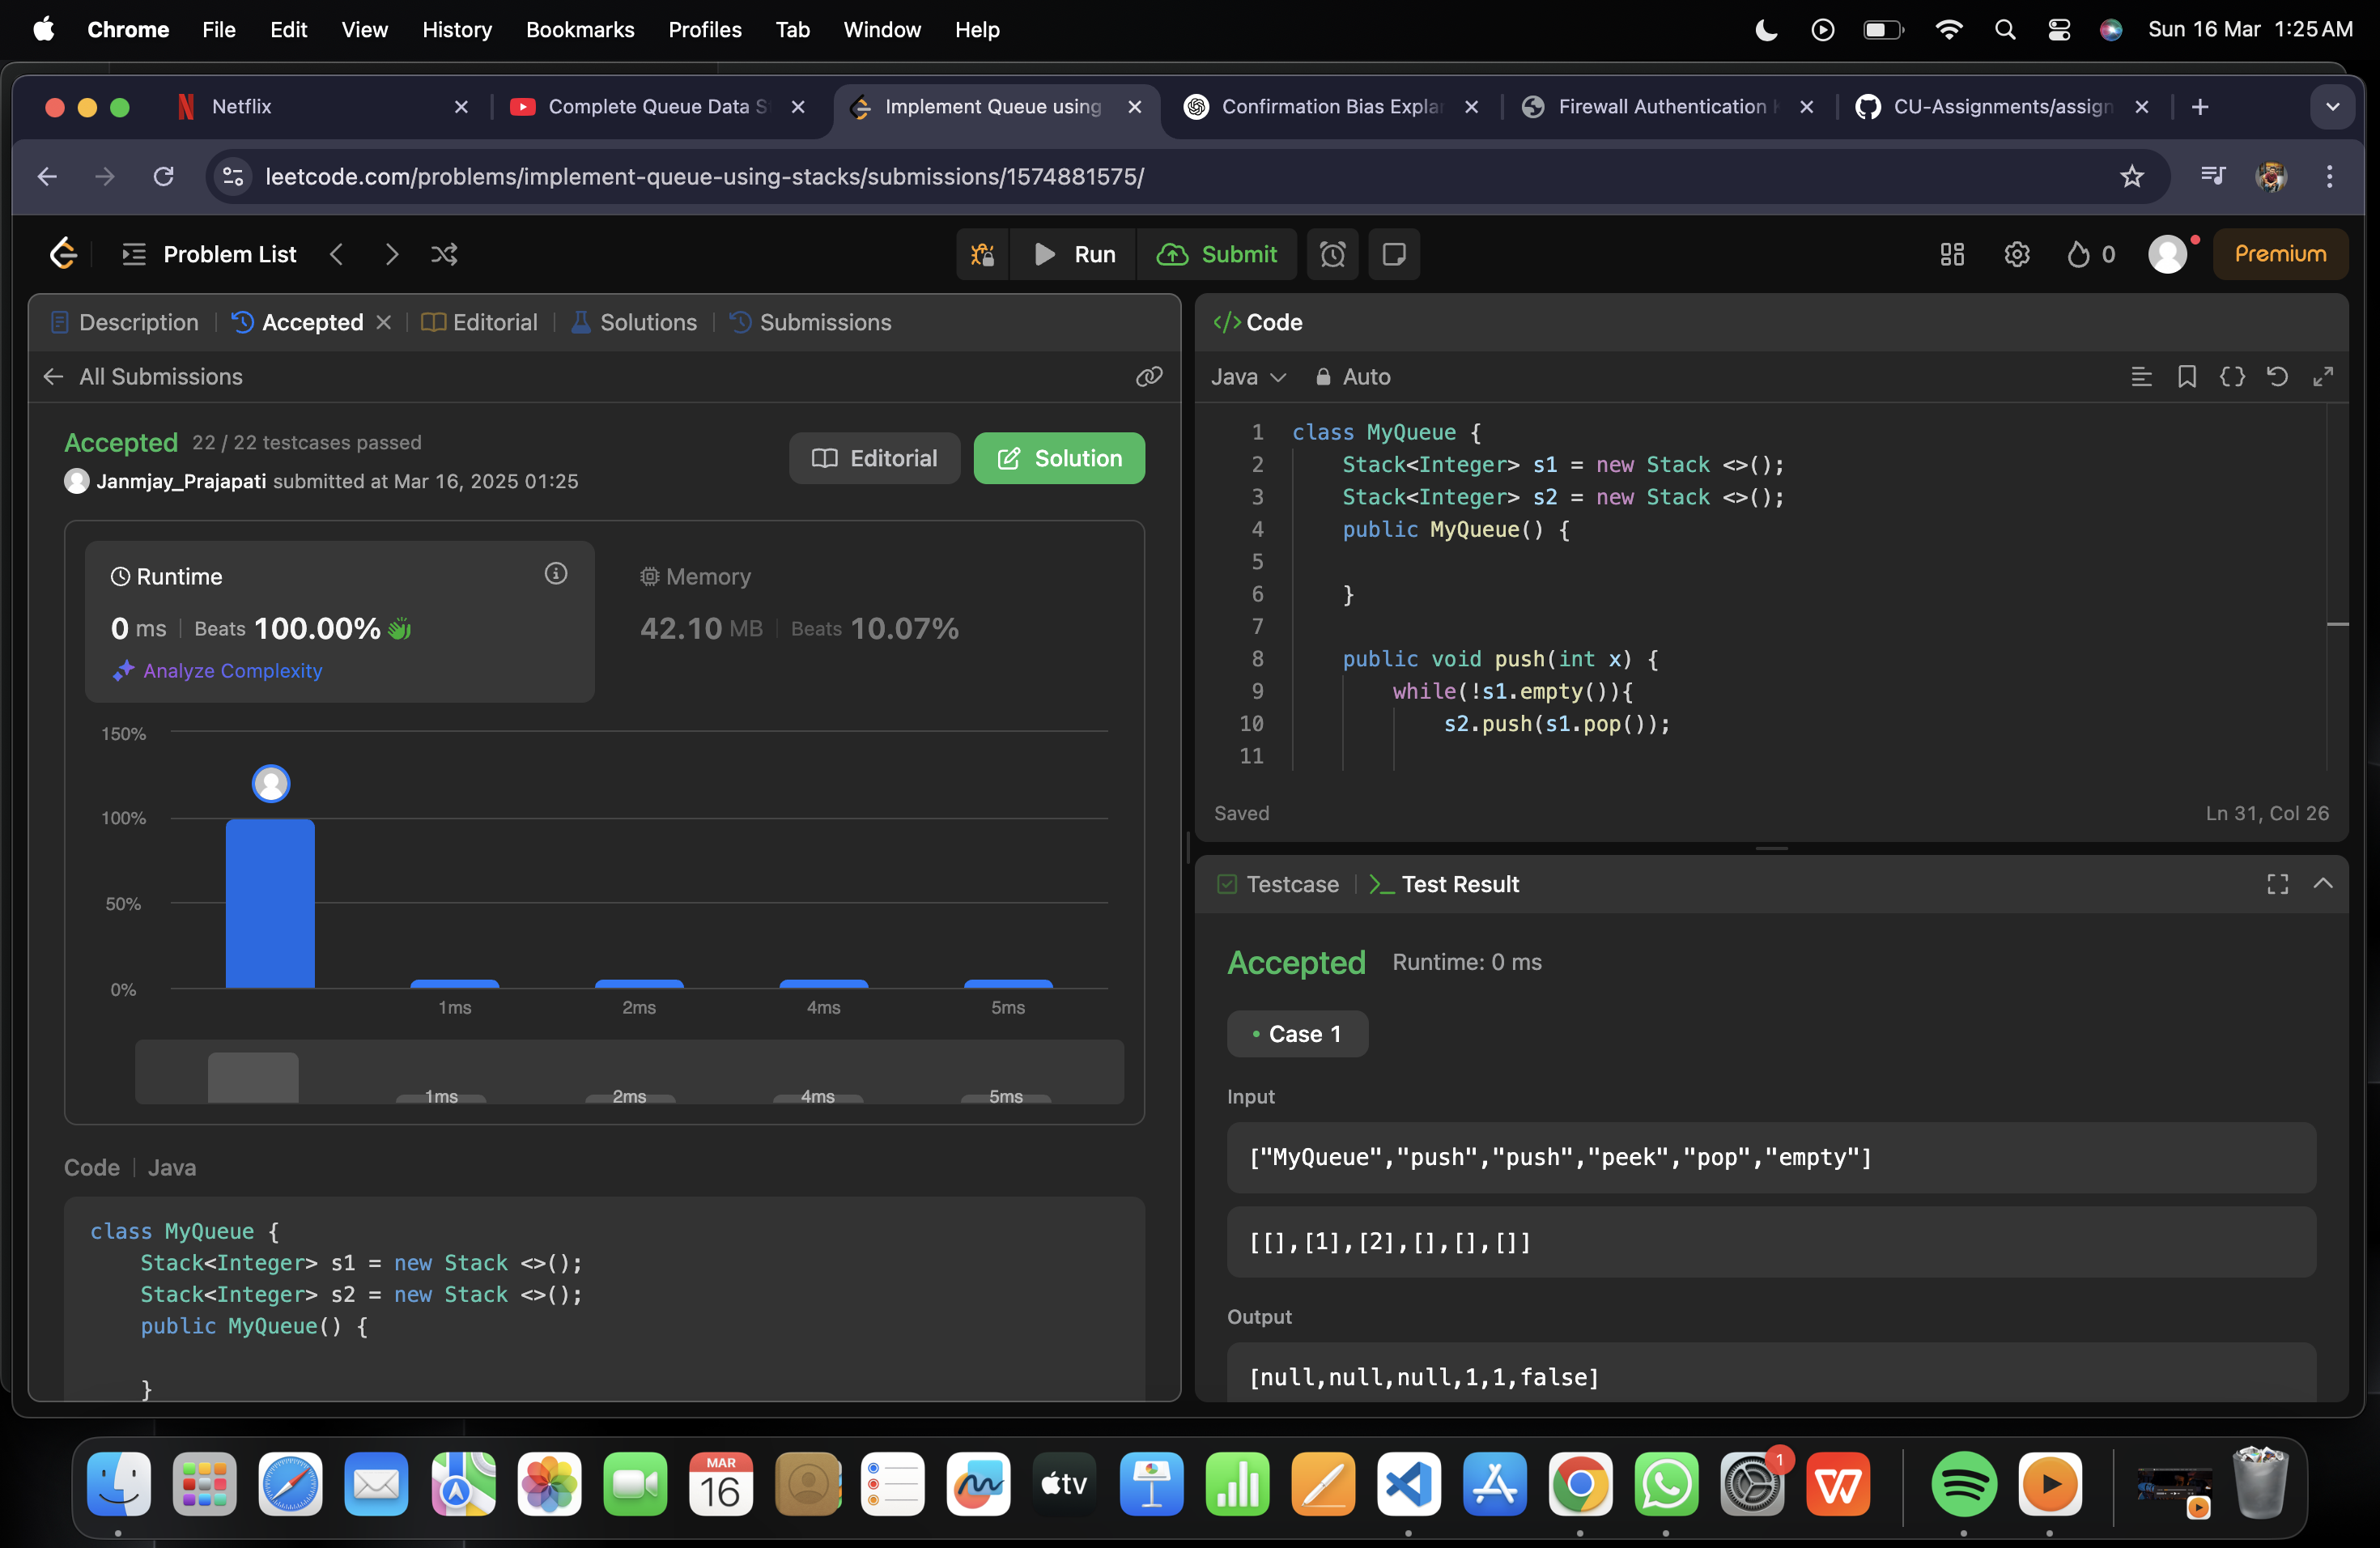 Chrome File Edit View History Bookmarks Profiles Tab Window Help
Sun 16 Mar 1:25 AM
Netflix
Complete Queue Data S
Implement Queue using
Confirmation Bias Expla
Firewall Authentication
CU-Assignments/assign
leetcode.com/problems/implement-queue-using-stacks/submissions/1574881575/
Problem List
Run
Submit
0
Premium
Description
Accepted
Editorial
Solutions
Submissions
All Submissions
Accepted 22 / 22 testcases passed
Janmjay_Prajapati submitted at Mar 16, 2025 01:25
Editorial
Solution
Runtime
0 ms Beats 100.00%
Analyze Complexity
Memory
42.10 MB Beats 10.07%
150%
100%
50%
0%
1ms 2ms 4ms 5ms
1ms 2ms 4ms 5ms
Code Java
class MyQueue {
Stack<Integer> s1 = new Stack <>();
Stack<Integer> s2 = new Stack <>();
public MyQueue() {
}
</> Code
Java
Auto
1 class MyQueue {
2 Stack<Integer> s1 = new Stack <>();
3 Stack<Integer> s2 = new Stack <>();
4 public MyQueue() {
5
6 }
7
8 public void push(int x) {
9 while(!s1.empty()){
10 s2.push(s1.pop());
11
Saved
Ln 31, Col 26
Testcase
Test Result
Accepted Runtime: 0 ms
• Case 1
Input
["MyQueue","push","push","peek","pop","empty"]
[[],[1],[2],[],[],[]]
Output
[null,null,null,1,1,false]
MAR
16
tv
1